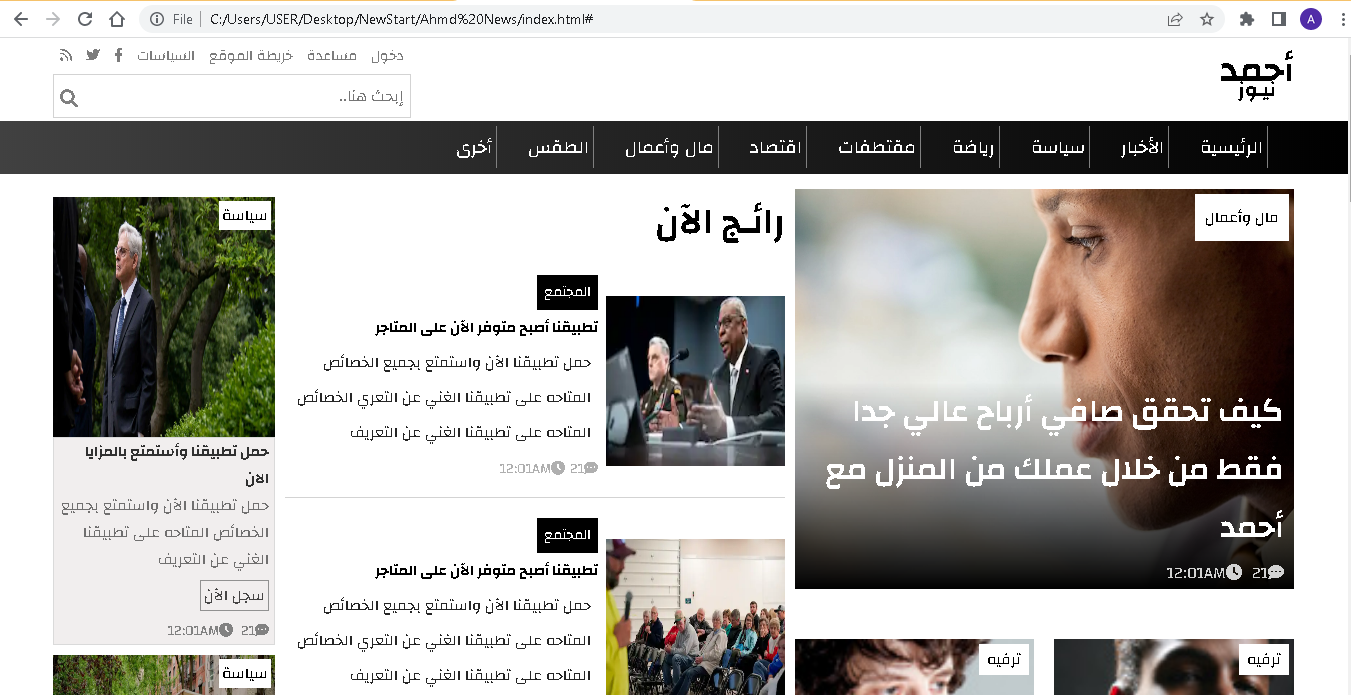 File
C:/Users/USER/Desktop/NewStart/Ahmd%20News/index.html#
A
أحمد
نيوز
دخول
مساعدة
خريطة الموقع
السياسات
إبحث هنا..
الرئيسية
الأخبار
سياسة
رياضة
مقتطفات
اقتصاد
مال وأعمال
الطقس
أخرى
مال وأعمال
كيف تحقق صافي أرباح عالي جدا
فقط من خلال عملك من المنزل مع
أحمد
21 12:01AM
ترفيه
ترفيه
رائج الآن
المجتمع
تطبيقنا أصبح متوفر الآن على المتاجر
حمل تطبيقنا الأن واستمتع بجميع الخصائص
المتاحه على تطبيقنا الغني عن التعري الخصائص
المتاحه على تطبيقنا الغني عن التعريف
21 12:01AM
المجتمع
تطبيقنا أصبح متوفر الآن على المتاجر
حمل تطبيقنا الأن واستمتع بجميع الخصائص
المتاحه على تطبيقنا الغني عن التعري الخصائص
المتاحه على تطبيقنا الغني عن التعريف
سياسة
حمل تطبيقنا وأستمتع بالمزايا
الان
حمل تطبيقنا الأن واستمتع بجميع
الخصائص المتاحه على تطبيقنا
الغني عن التعريف
سجل الأن
21 12:01AM
سياسة